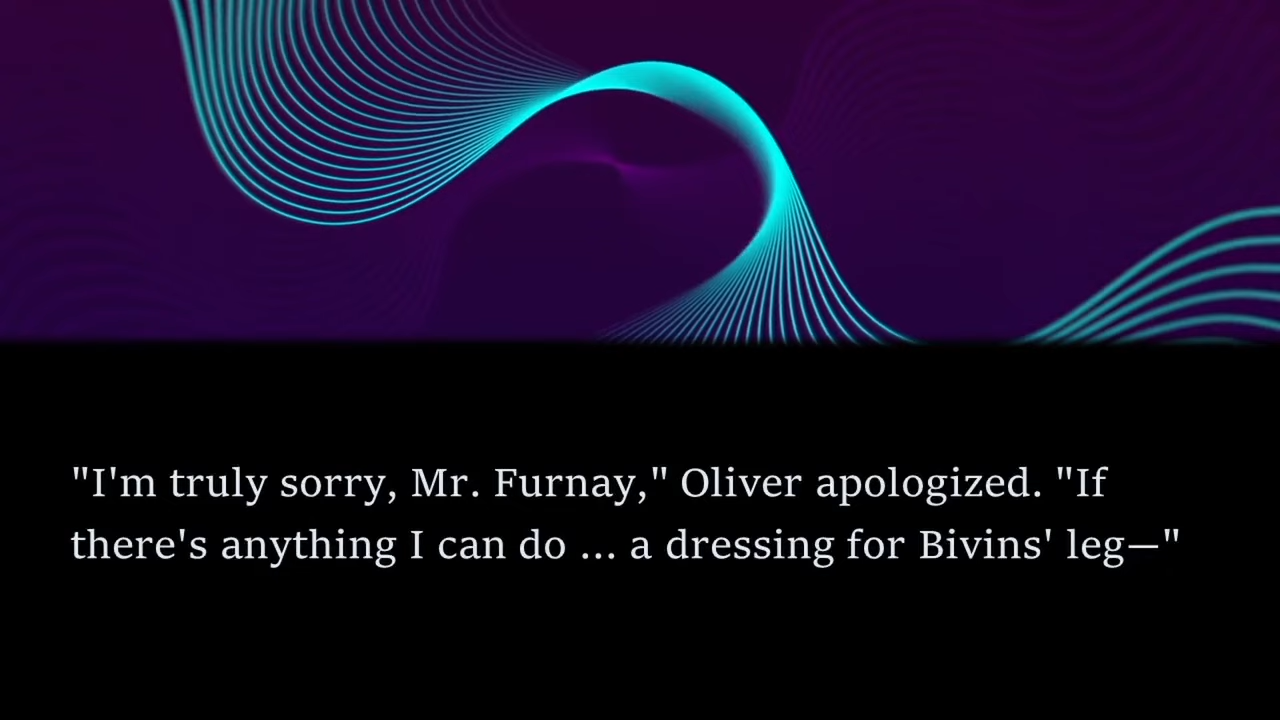 "I'm truly sorry, Mr. Furnay," Oliver apologized. "If
there's anything I can do ... a dressing for Bivins' leg—"